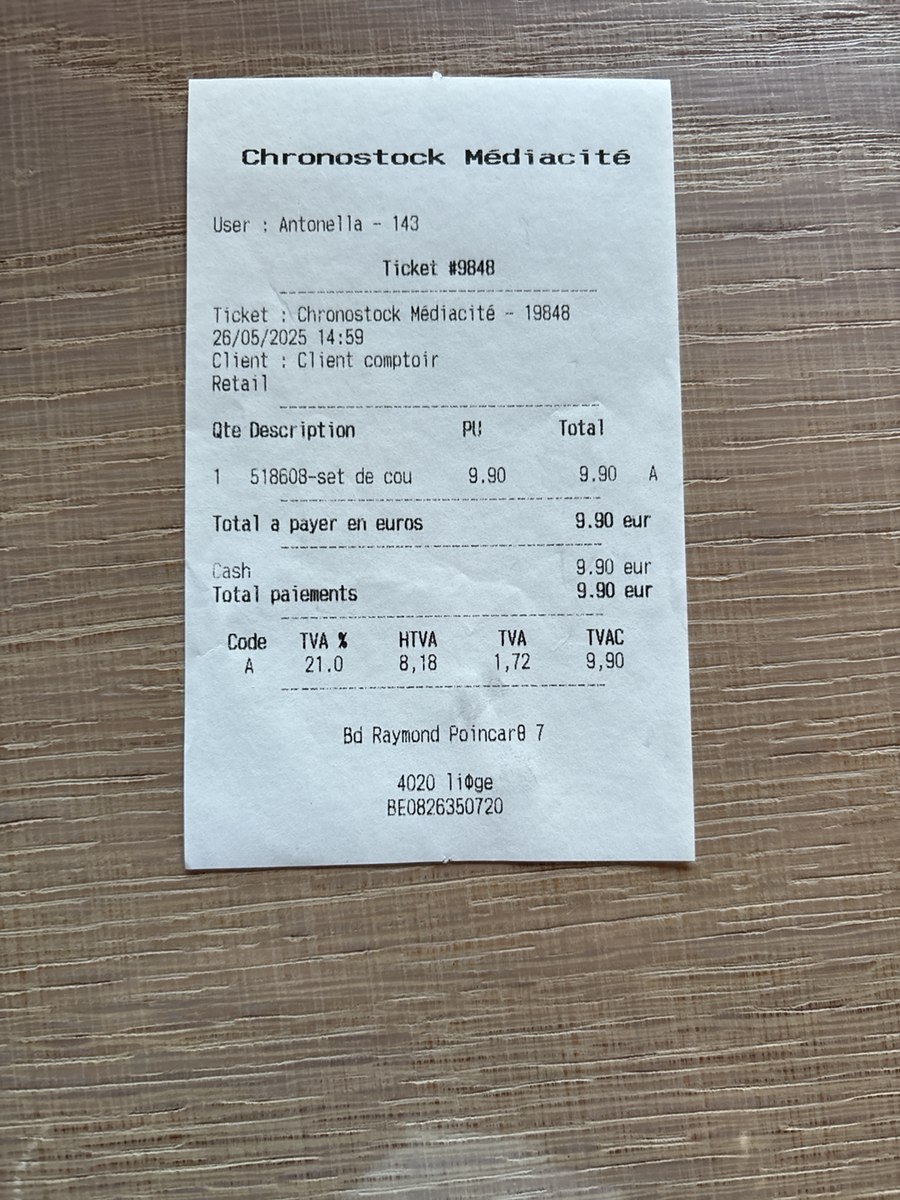 Chronostock Médiacité
User : Antonella - 143
Ticket #9848
Ticket : Chronostock Médiacité - 19848
26/05/2025 14:59
Client : Client comptoir
Retail
Qte Description PU Total
1 518608-set de cou 9.90 9.90 A
Total a payer en euros 9.90 eur
Cash 9.90 eur
Total paiements 9.90 eur
Code TVA % HTVA TVA TVAC
A 21.0 8,18 1,72 9,90
Bd Raymond PoincarΘ 7
4020 liΦge
BE0826350720